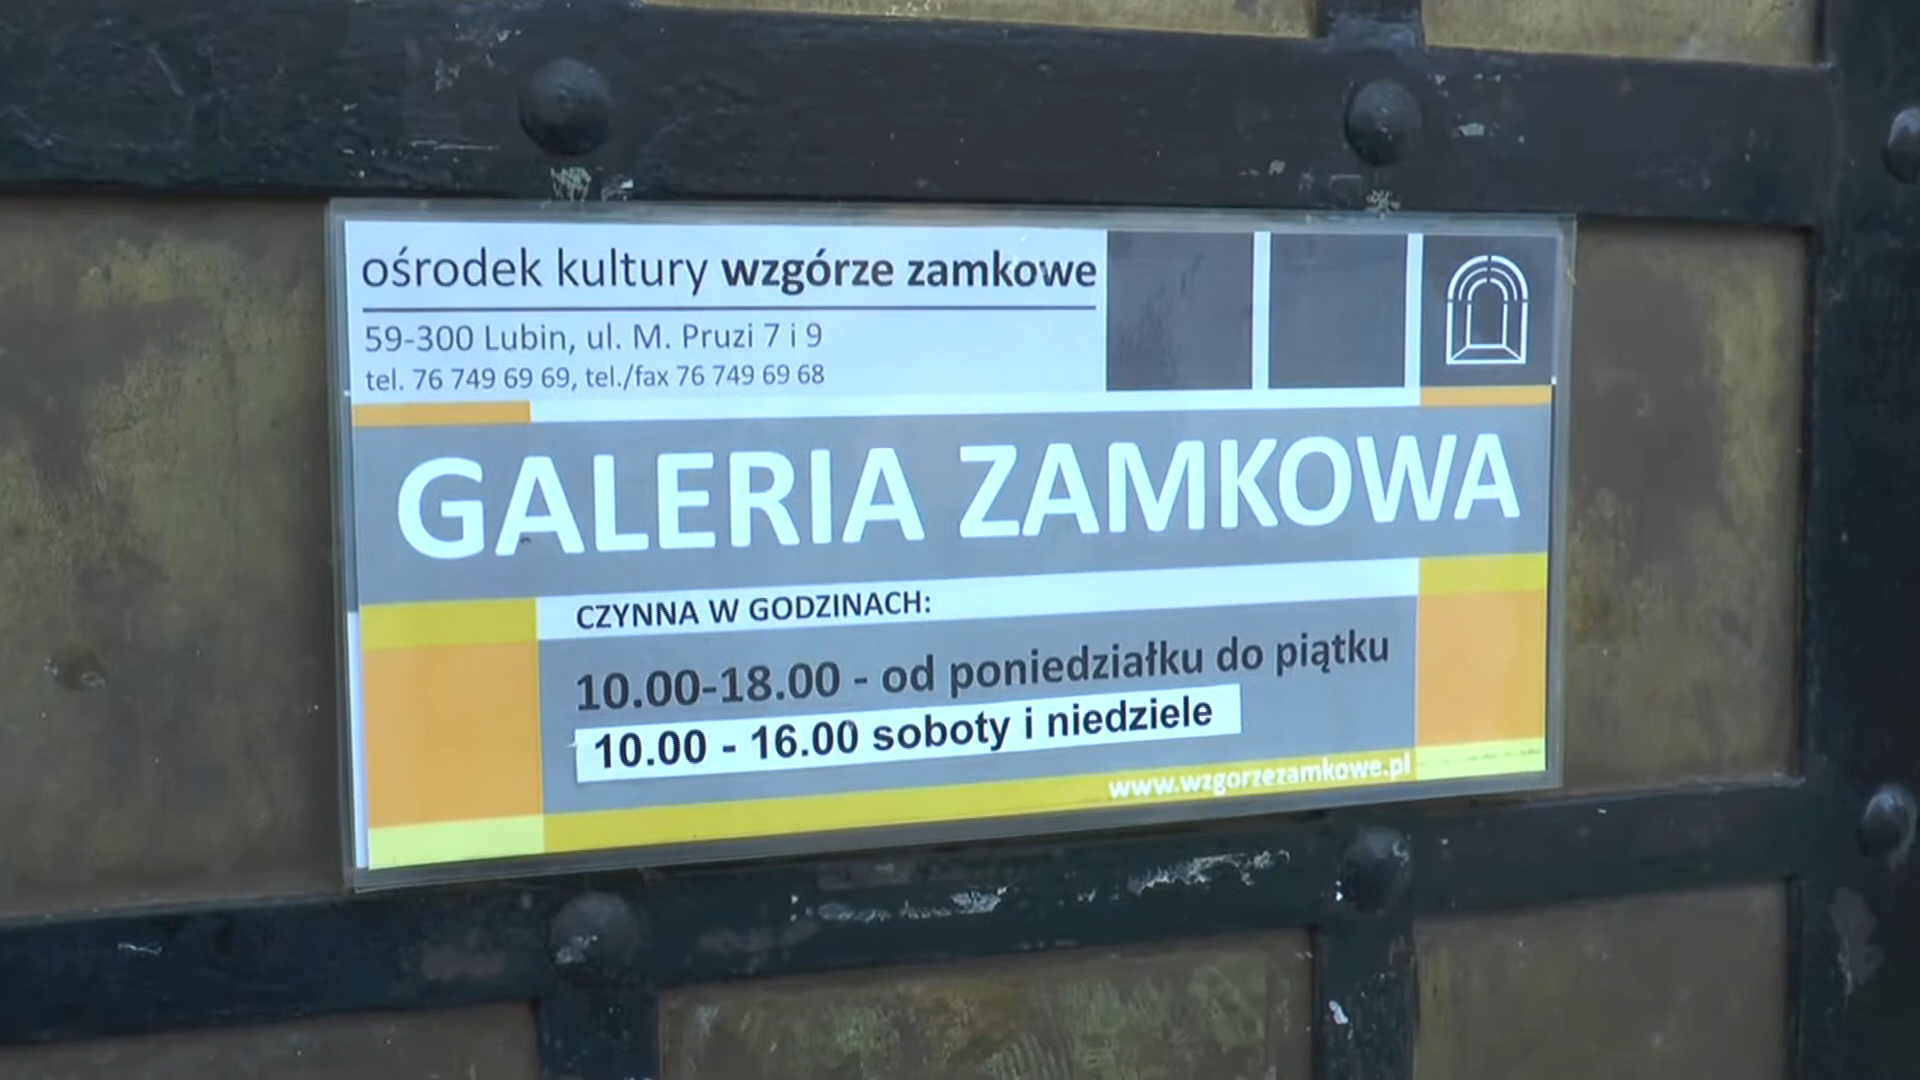 ośrodek kultury wzgórze zamkowe
59-300 Lubin, ul. M. Pruzi 7 i 9
tel. 76 749 69 69, tel./fax 76 749 69 68
GALERIA ZAMKOWA
CZYNNA W GODZINACH:
10.00-18.00 - od poniedziałku do piątku
10.00 - 16.00 soboty i niedziele
www.wzgorzezamkowe.pl